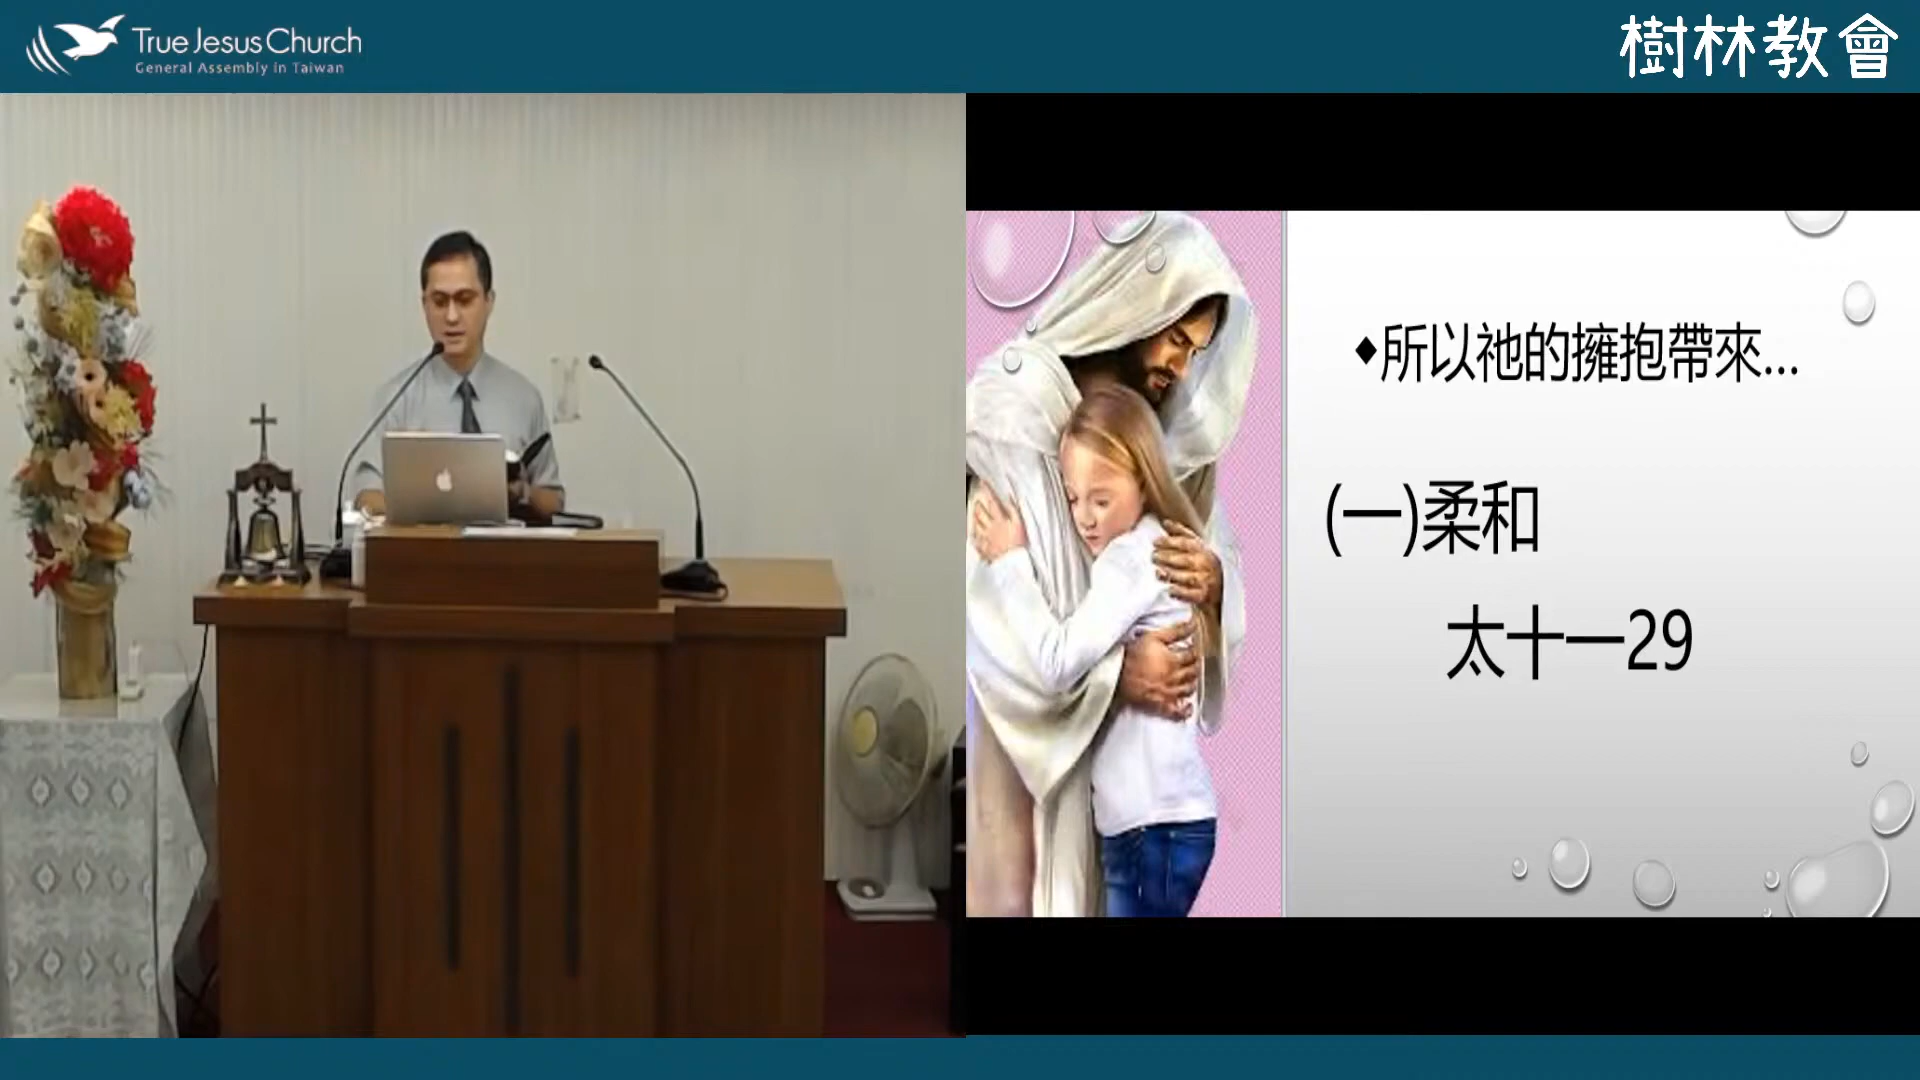 True Jesus Church
General Assembly in Taiwan
樹林教會
◆所以祂的擁抱帶來...
(一)柔和
太十一29